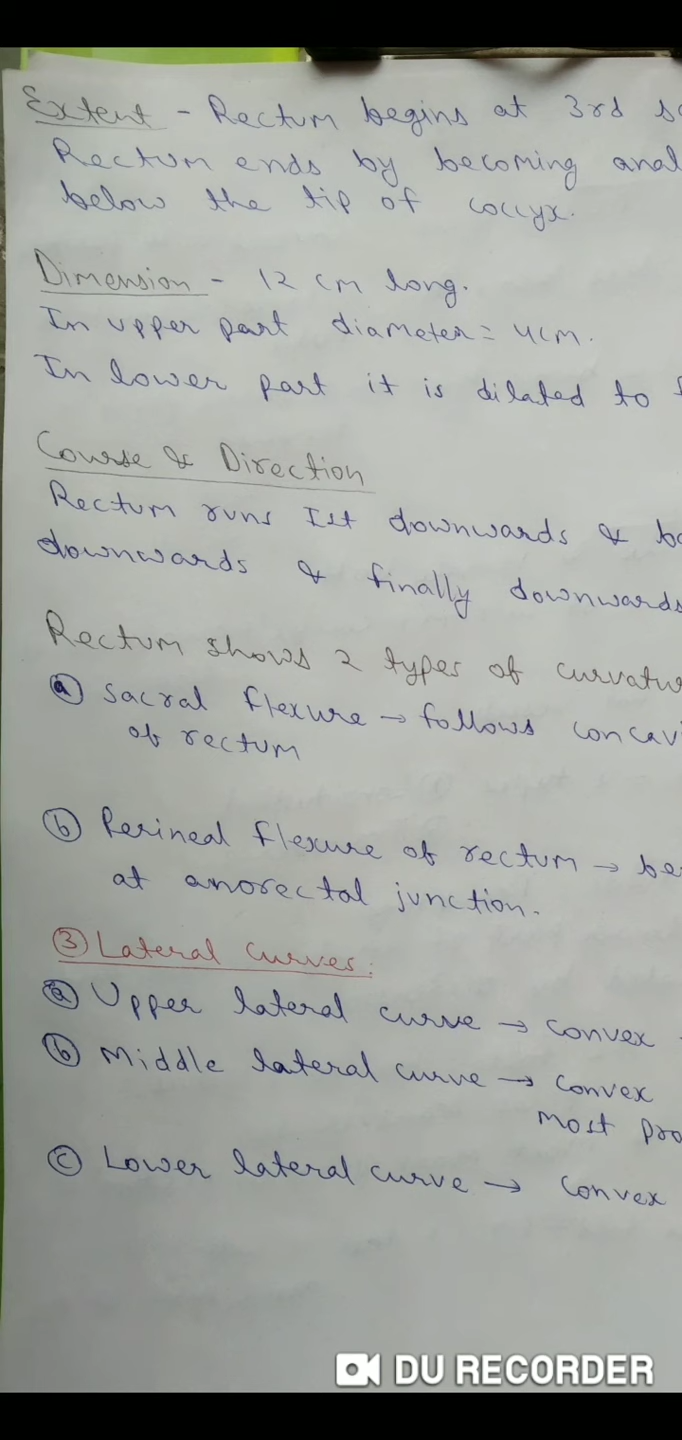 Extent - Rectum begins at 3rd sa
Rectum ends by becoming anal
below the tip of coccyx.
Dimension - 12 cm long.
In upper part diameter = 4cm.
In lower part it is dilated to f
Course & Direction
Rectum runs Ist downwards & ba
downwards & finally downwards
Rectum shows 2 types of curvatu
ⓐ Sacral flexure → follows concavi
of rectum
ⓑ Perineal flexure of rectum → be
at anorectal junction.
③ Lateral Curves:
ⓐ Upper lateral curve → convex
ⓑ Middle lateral curve → convex
most pro
ⓒ Lower lateral curve → convex
DU RECORDER